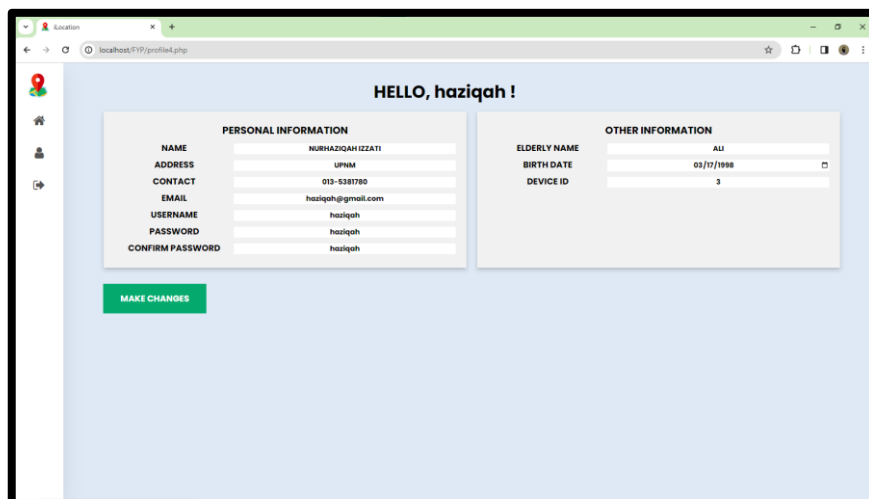 iLocation
localhost/FYP/profile4.php
HELLO, haziqah !
PERSONAL INFORMATION
NAME NURHAZIQAH IZZATI
ADDRESS UPNM
CONTACT 013-5381780
EMAIL haziqah@gmail.com
USERNAME haziqah
PASSWORD haziqah
CONFIRM PASSWORD haziqah
OTHER INFORMATION
ELDERLY NAME ALI
BIRTH DATE 03/17/1998
DEVICE ID 3
MAKE CHANGES